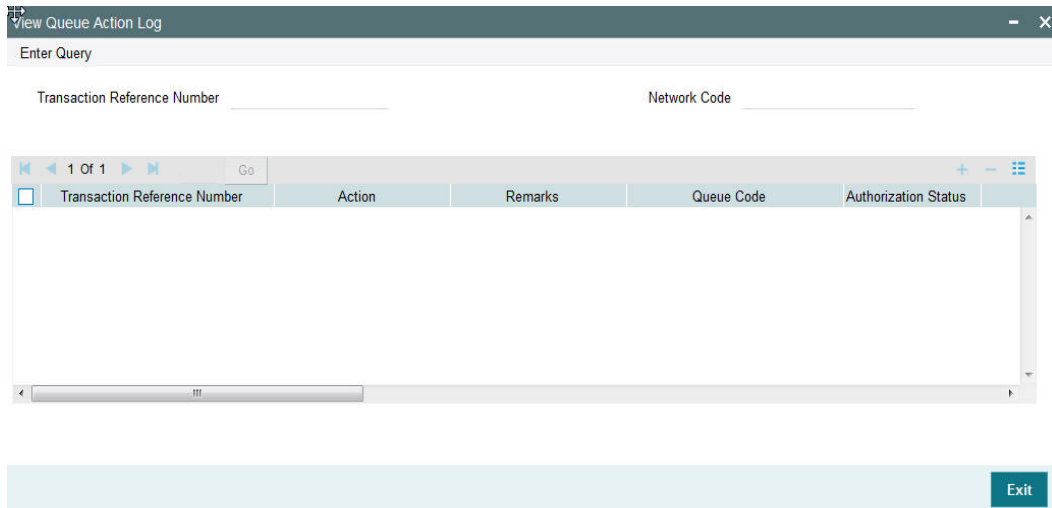 View Queue Action Log
Enter Query
Transaction Reference Number Network Code
1 Of 1 Go
Transaction Reference Number Action Remarks Queue Code Authorization Status
Exit